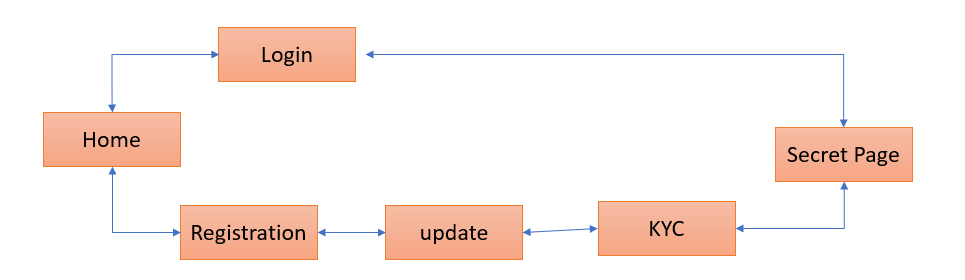 Login
Home
Secret Page
Registration
update
KYC